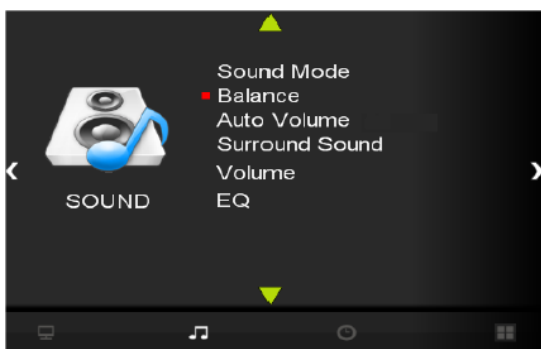 Sound Mode
Balance
Auto Volume
Surround Sound
Volume
SOUND
EQ